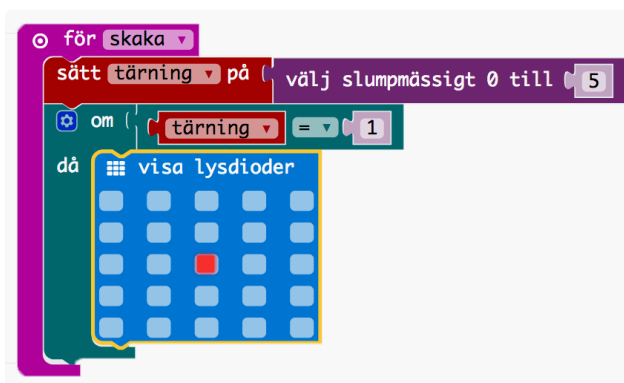 för skaka
sätt tärning på välj slumpmässigt 0 till 5
om tärning = 1
då visa lysdioder